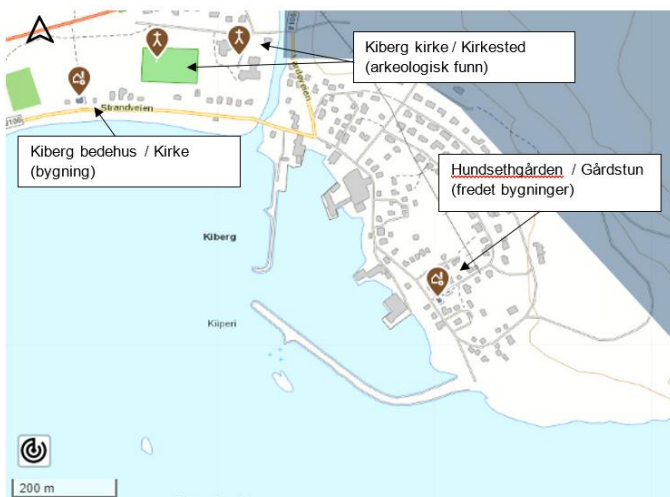 Kiberg kirke / Kirkested
(arkeologisk funn)
Strandveien
Kiberg bedehus / Kirke
(bygning)
Hundsethgården / Gårdstun
(fredet bygninger)
Kiberg
Kiiperi
200 m